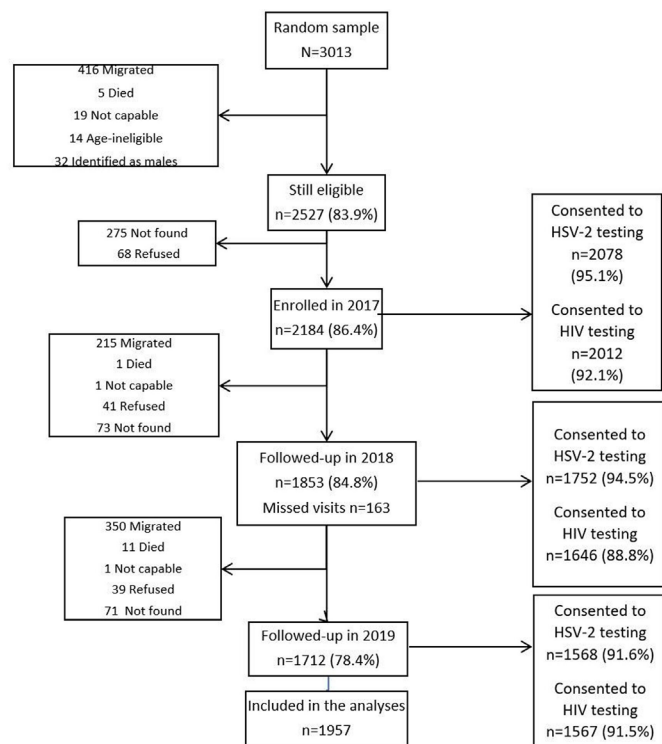 Random sample
N=3013
416 Migrated
5 Died
19 Not capable
14 Age-ineligible
32 Identified as males
Still eligible
n=2527 (83.9%)
275 Not found
68 Refused
Enrolled in 2017
n=2184 (86.4%)
Consented to
HSV-2 testing
n=2078
(95.1%)
Consented to
HIV testing
n=2012
(92.1%)
215 Migrated
1 Died
1 Not capable
41 Refused
73 Not found
Followed-up in 2018
n=1853 (84.8%)
Missed visits n=163
Consented to
HSV-2 testing
n=1752 (94.5%)
Consented to
HIV testing
n=1646 (88.8%)
350 Migrated
11 Died
1 Not capable
39 Refused
71 Not found
Followed-up in 2019
n=1712 (78.4%)
Consented to
HSV-2 testing
n=1568 (91.6%)
Consented to
HIV testing
n=1567 (91.5%)
Included in the analyses
n=1957